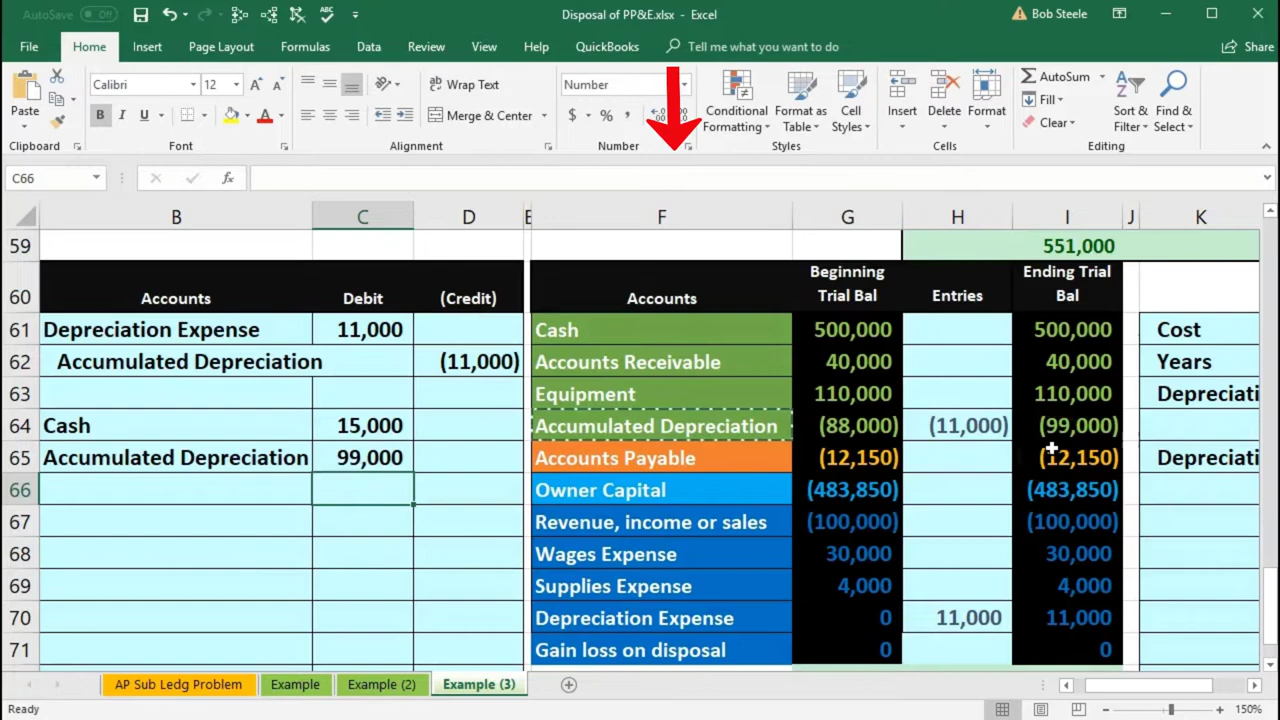 AutoSave Off
Disposal of PP&E.xlsx - Excel
Bob Steele
File Home Insert Page Layout Formulas Data Review View Help QuickBooks Tell me what you want to do Share
Paste
Calibri 12
Wrap Text
Number
Conditional Formatting
Format as Table
Cell Styles
Insert Delete Format
AutoSum
Fill
Clear
Sort & Filter
Find & Select
B I U
Merge & Center
$ % ,
Clipboard Font Alignment Number Styles Cells Editing
C66 fx
B C D E F G H I J K
59 551,000
60 Accounts Debit (Credit) Accounts Beginning Trial Bal Entries Ending Trial Bal
61 Depreciation Expense 11,000 Cash 500,000 500,000 Cost
62 Accumulated Depreciation (11,000) Accounts Receivable 40,000 40,000 Years
63 Equipment 110,000 110,000 Depreciati
64 Cash 15,000 Accumulated Depreciation (88,000) (11,000) (99,000)
65 Accumulated Depreciation 99,000 Accounts Payable (12,150) (12,150) Depreciati
66 Owner Capital (483,850) (483,850)
67 Revenue, income or sales (100,000) (100,000)
68 Wages Expense 30,000 30,000
69 Supplies Expense 4,000 4,000
70 Depreciation Expense 0 11,000 11,000
71 Gain loss on disposal 0 0
AP Sub Ledg Problem Example Example (2) Example (3)
Ready 150%